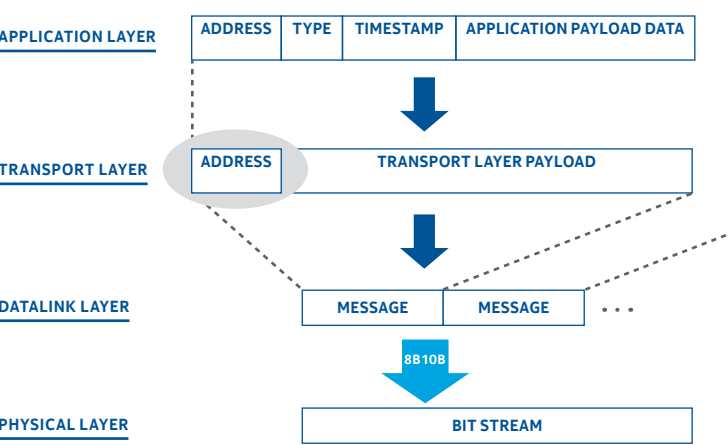 APPLICATION LAYER
ADDRESS TYPE TIMESTAMP APPLICATION PAYLOAD DATA
TRANSPORT LAYER
ADDRESS TRANSPORT LAYER PAYLOAD
DATALINK LAYER
MESSAGE MESSAGE ...
8B10B
PHYSICAL LAYER
BIT STREAM